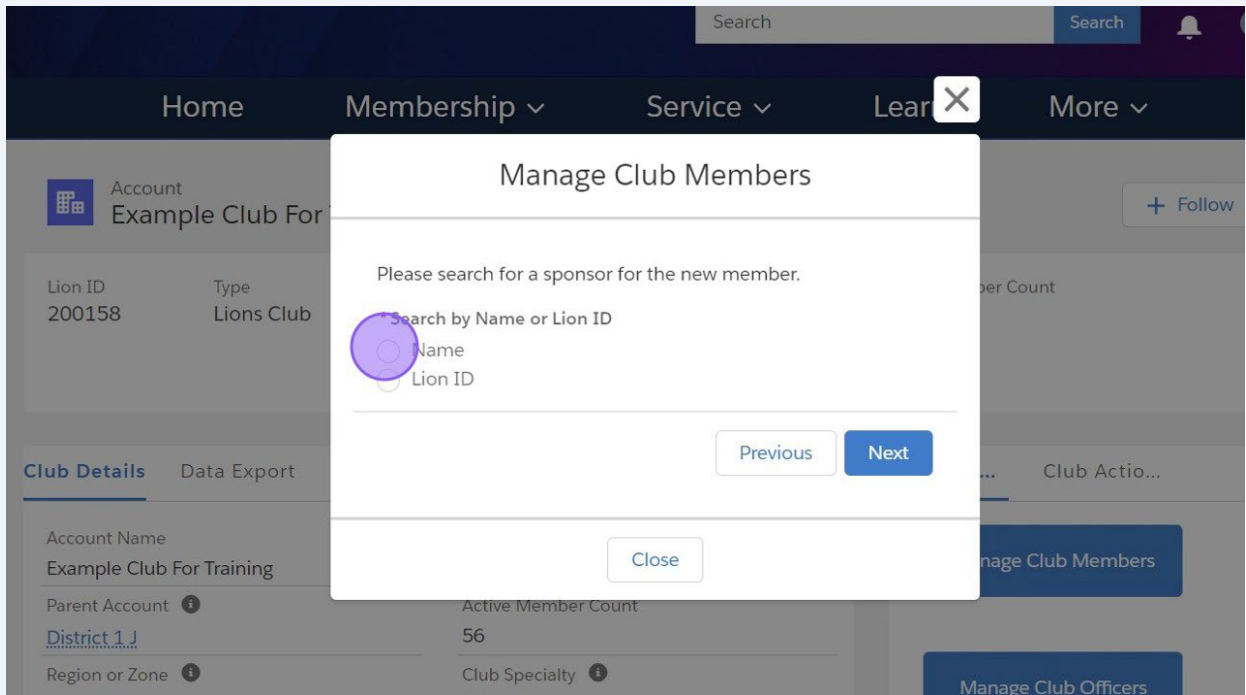 Search
Search
Home Membership Service Lear More
Account
Example Club For
+ Follow
Manage Club Members
Please search for a sponsor for the new member.
* Search by Name or Lion ID
Name
Lion ID
Previous Next
Close
Lion ID
200158
Type
Lions Club
ber Count
Club Details Data Export
... Club Actio...
Account Name
Example Club For Training
Parent Account
District 1 J
Region or Zone
Active Member Count
56
Club Specialty
nage Club Members
Manage Club Officers